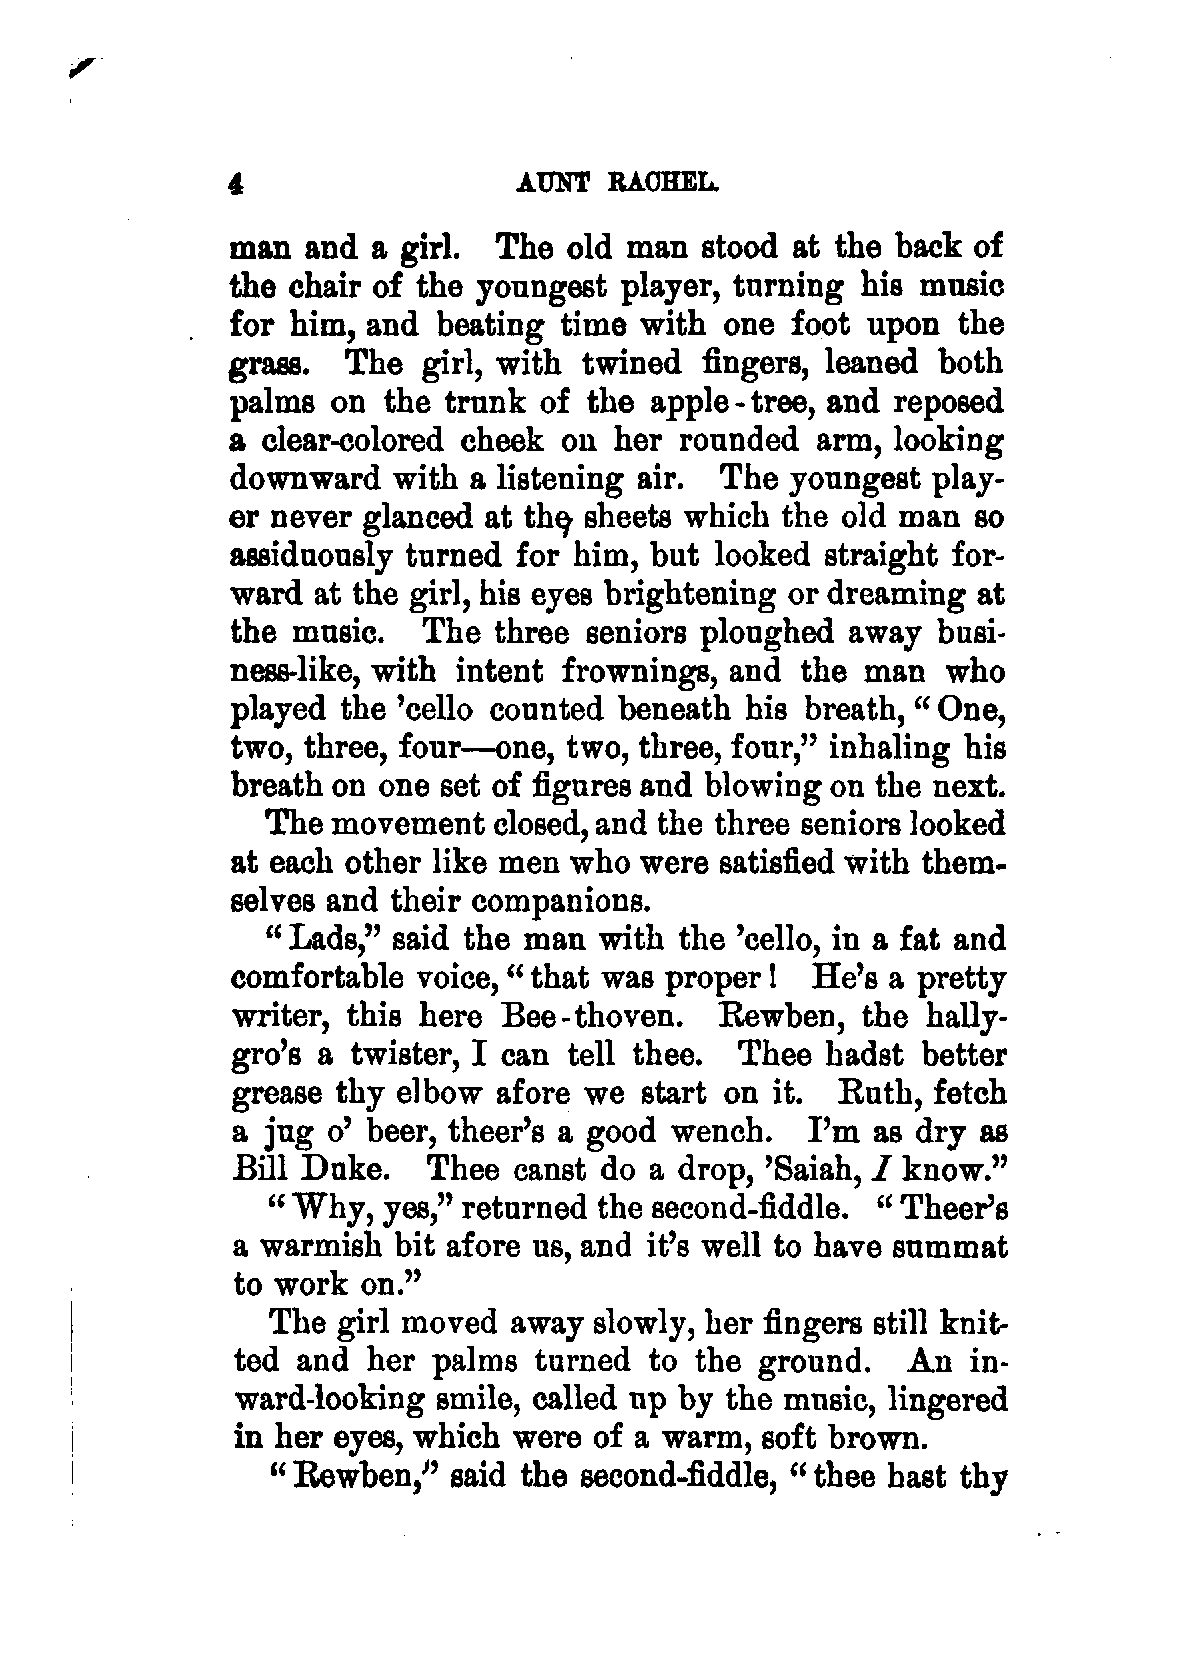 4 AUNT RACHEL.
man and a girl. The old man stood at the back of
the chair of the youngest player, turning his music
for him, and beating time with one foot upon the
grass. The girl, with twined fingers, leaned both
palms on the trunk of the apple-tree, and reposed
a clear-colored cheek on her rounded arm, looking
downward with a listening air. The youngest play-
er never glanced at the sheets which the old man so
assiduously turned for him, but looked straight for-
ward at the girl, his eyes brightening or dreaming at
the music. The three seniors ploughed away busi-
ness-like, with intent frownings, and the man who
played the ’cello counted beneath his breath, “One,
two, three, four—one, two, three, four,” inhaling his
breath on one set of figures and blowing on the next.
The movement closed, and the three seniors looked
at each other like men who were satisfied with them-
selves and their companions.
“Lads,” said the man with the ’cello, in a fat and
comfortable voice, “that was proper! He’s a pretty
writer, this here Bee-thoven. Rewben, the hally-
gro’s a twister, I can tell thee. Thee hadst better
grease thy elbow afore we start on it. Ruth, fetch
a jug o’ beer, theer’s a good wench. I’m as dry as
Bill Duke. Thee canst do a drop, ’Saiah, I know.”
“Why, yes,” returned the second-fiddle. “Theer’s
a warmish bit afore us, and it’s well to have summat
to work on.”
The girl moved away slowly, her fingers still knit-
ted and her palms turned to the ground. An in-
ward-looking smile, called up by the music, lingered
in her eyes, which were of a warm, soft brown.
“Rewben,” said the second-fiddle, “thee hast thy